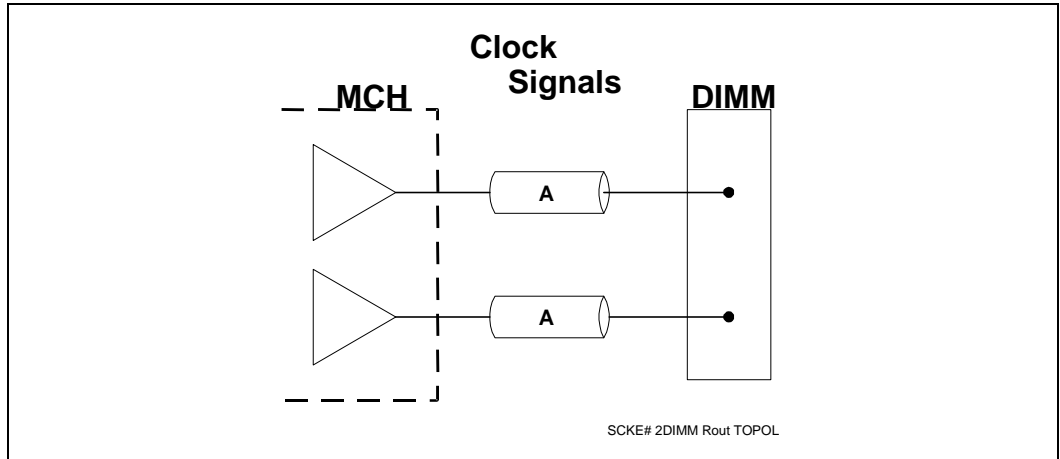 Clock
Signals
MCH
DIMM
A
A
SCKE# 2DIMM Rout TOPOL